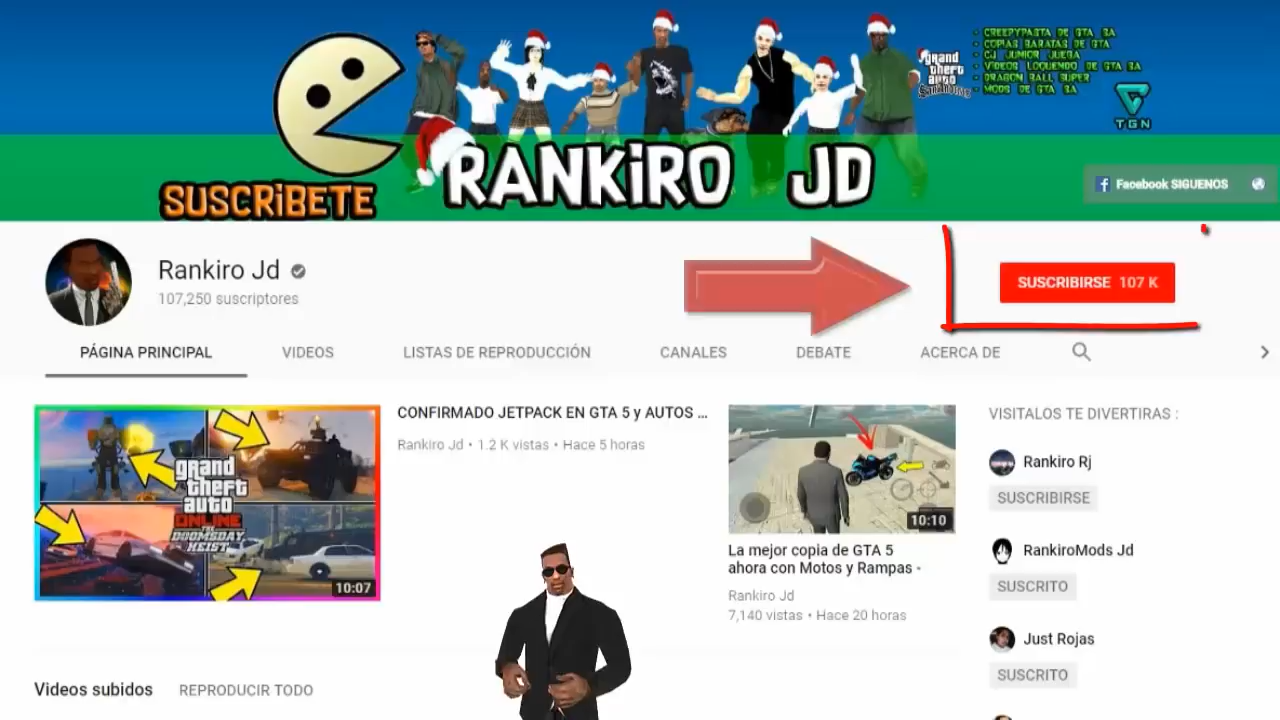 - CREEPYPASTA DE GTA SA
- COPIAS BARATAS DE GTA
- CJ JUNIOR JUEGA
- VIDEOS LOQUENDO DE GTA SA
- DRAGON BALL SUPER
- MODS DE GTA SA
grand
theft
auto
SanAndreas
TGN
RANKiRO JD
SUSCRiBETE
Facebook SIGUENOS
Rankiro Jd
107,250 suscriptores
SUSCRIBIRSE 107 K
PÁGINA PRINCIPAL VIDEOS LISTAS DE REPRODUCCIÓN CANALES DEBATE ACERCA DE
grand
theft
auto
ONLINE
THE
DOOMSDAY
HEIST
10:07
CONFIRMADO JETPACK EN GTA 5 y AUTOS ...
Rankiro Jd • 1.2 K vistas • Hace 5 horas
10:10
La mejor copia de GTA 5
ahora con Motos y Rampas -
Rankiro Jd
7,140 vistas • Hace 20 horas
VISITALOS TE DIVERTIRAS :
Rankiro Rj
SUSCRIBIRSE
RankiroMods Jd
SUSCRITO
Just Rojas
SUSCRITO
Videos subidos REPRODUCIR TODO